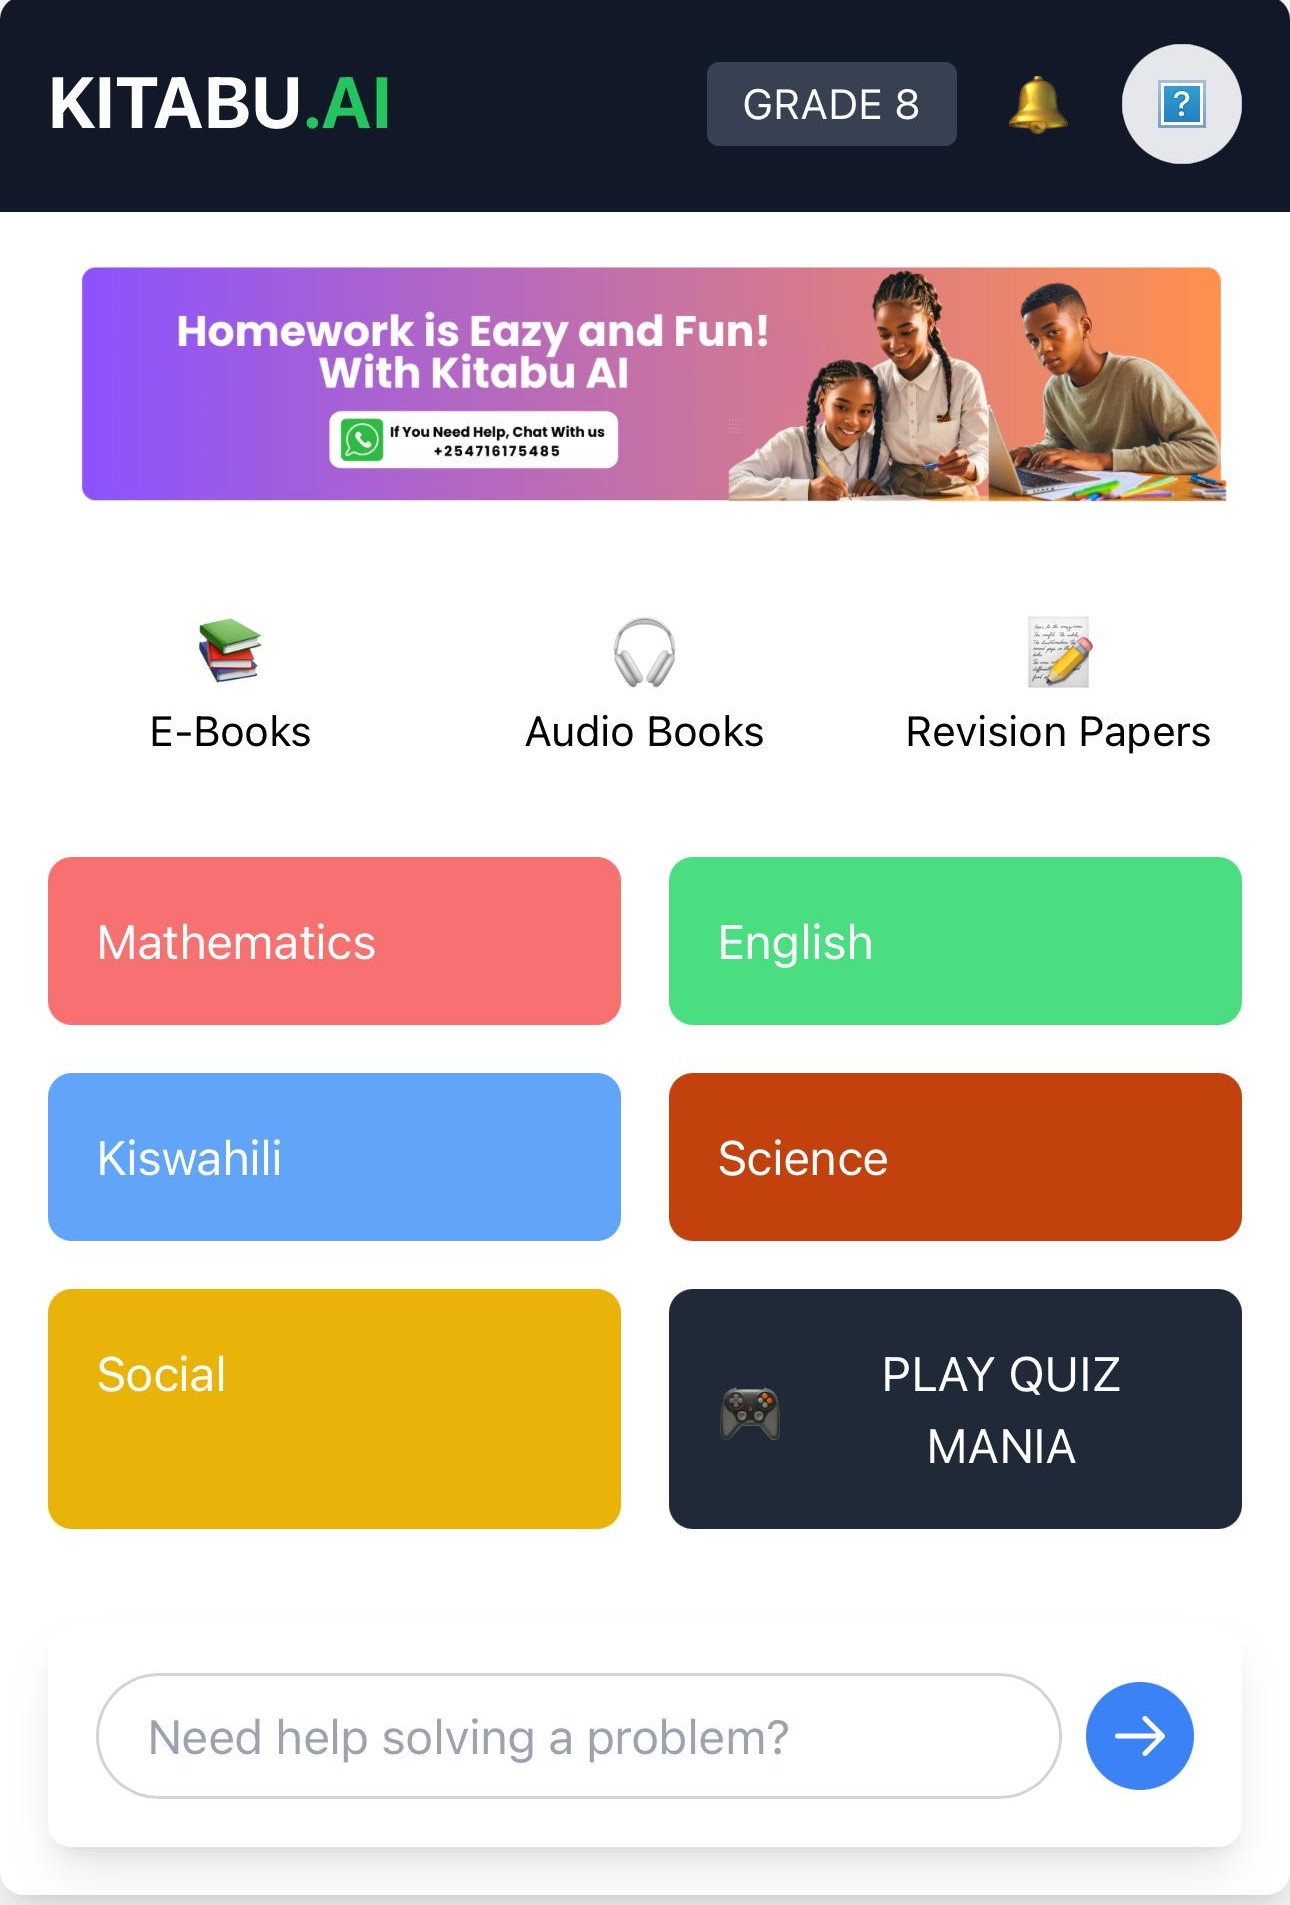 KITABU.AI
GRADE 8
?
Homework is Eazy and Fun!
With Kitabu AI
If You Need Help, Chat With us
+254716175485
E-Books
Audio Books
Revision Papers
Mathematics
English
Kiswahili
Science
Social
PLAY QUIZ
MANIA
Need help solving a problem?